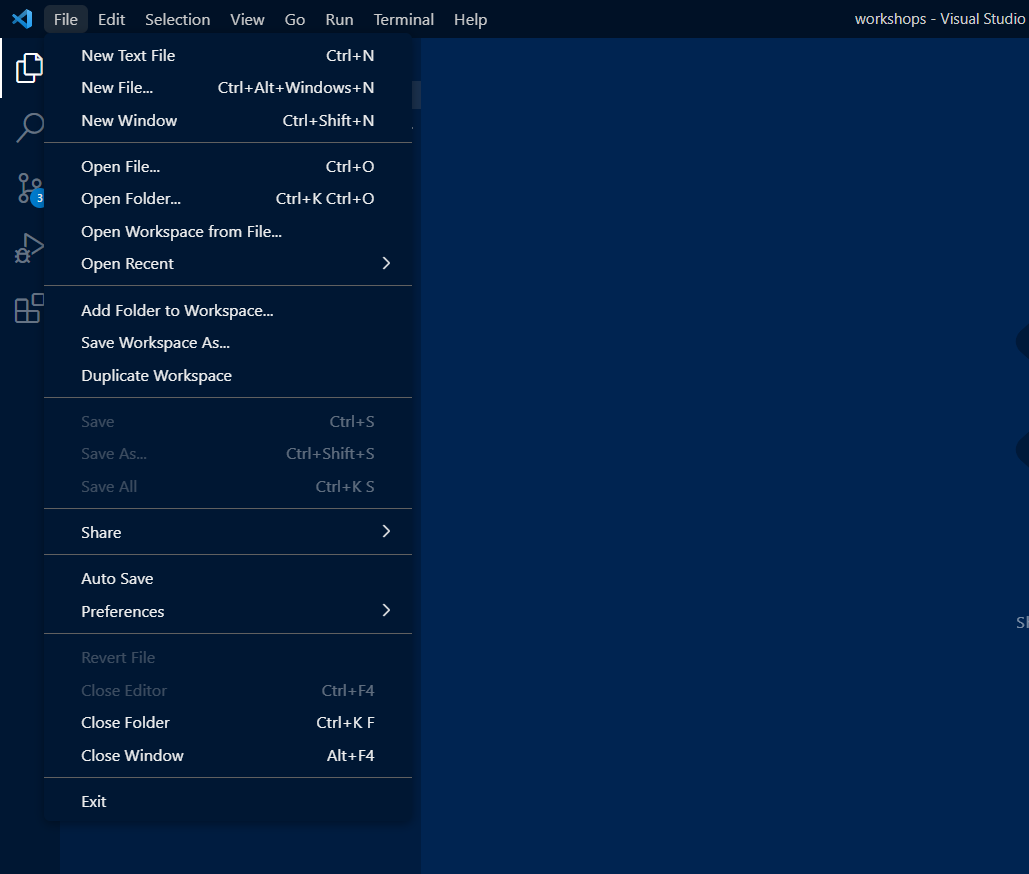 File Edit Selection View Go Run Terminal Help workshops - Visual Studio
New Text File Ctrl+N
New File... Ctrl+Alt+Windows+N
New Window Ctrl+Shift+N
Open File... Ctrl+O
Open Folder... Ctrl+K Ctrl+O
3
Open Workspace from File...
Open Recent
Add Folder to Workspace...
Save Workspace As...
Duplicate Workspace
Save Ctrl+S
Save As... Ctrl+Shift+S
Save All Ctrl+K S
Share
Auto Save
Preferences
Revert File
Close Editor Ctrl+F4
Close Folder Ctrl+K F
Close Window Alt+F4
Exit